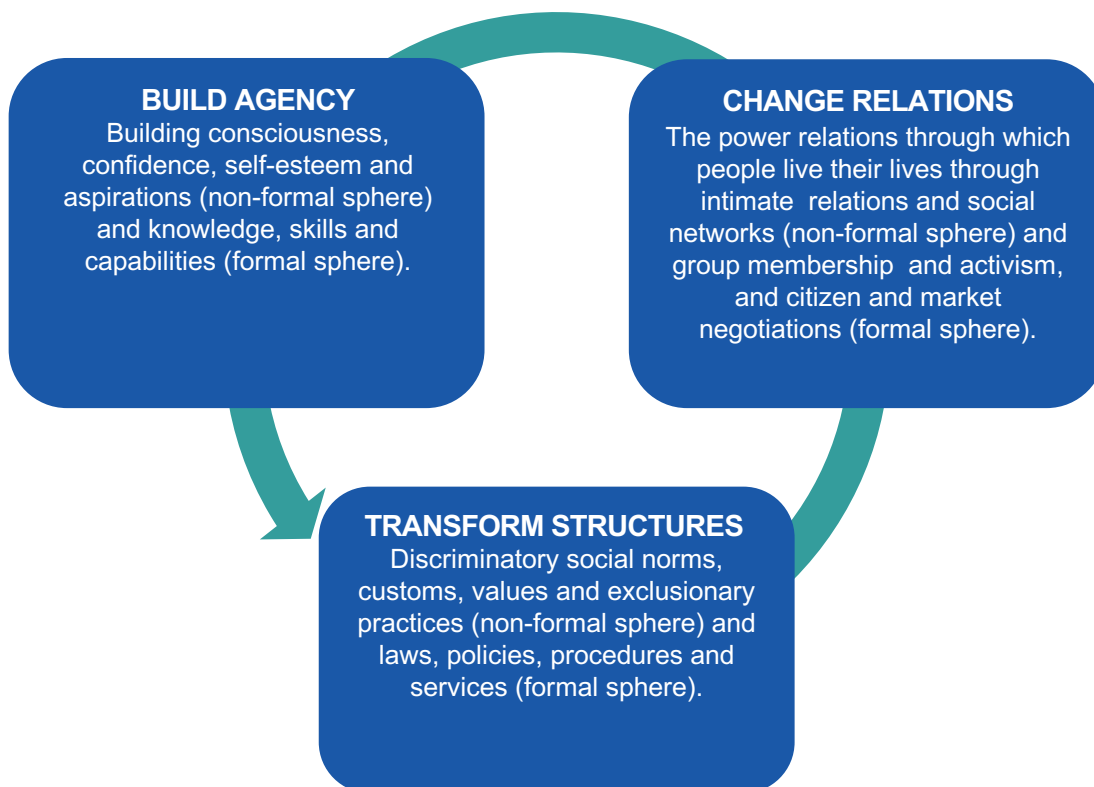 BUILD AGENCY
Building consciousness,
confidence, self-esteem and
aspirations (non-formal sphere)
and knowledge, skills and
capabilities (formal sphere).
CHANGE RELATIONS
The power relations through which
people live their lives through
intimate relations and social
networks (non-formal sphere) and
group membership and activism,
and citizen and market
negotiations (formal sphere).
TRANSFORM STRUCTURES
Discriminatory social norms,
customs, values and exclusionary
practices (non-formal sphere) and
laws, policies, procedures and
services (formal sphere).